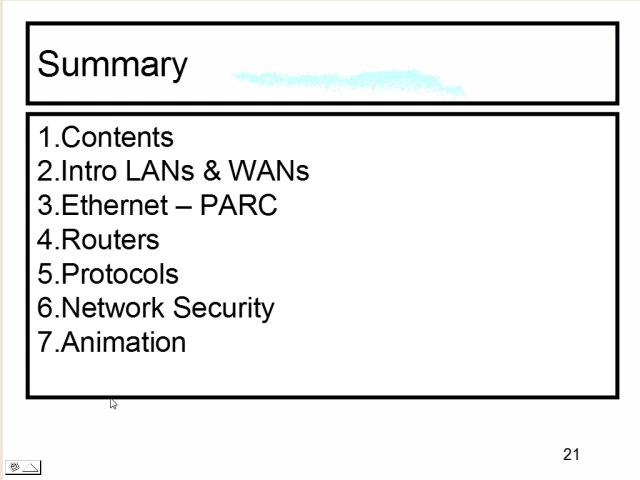 Summary
1.Contents
2.Intro LANs & WANs
3.Ethernet – PARC
4.Routers
5.Protocols
6.Network Security
7.Animation
21